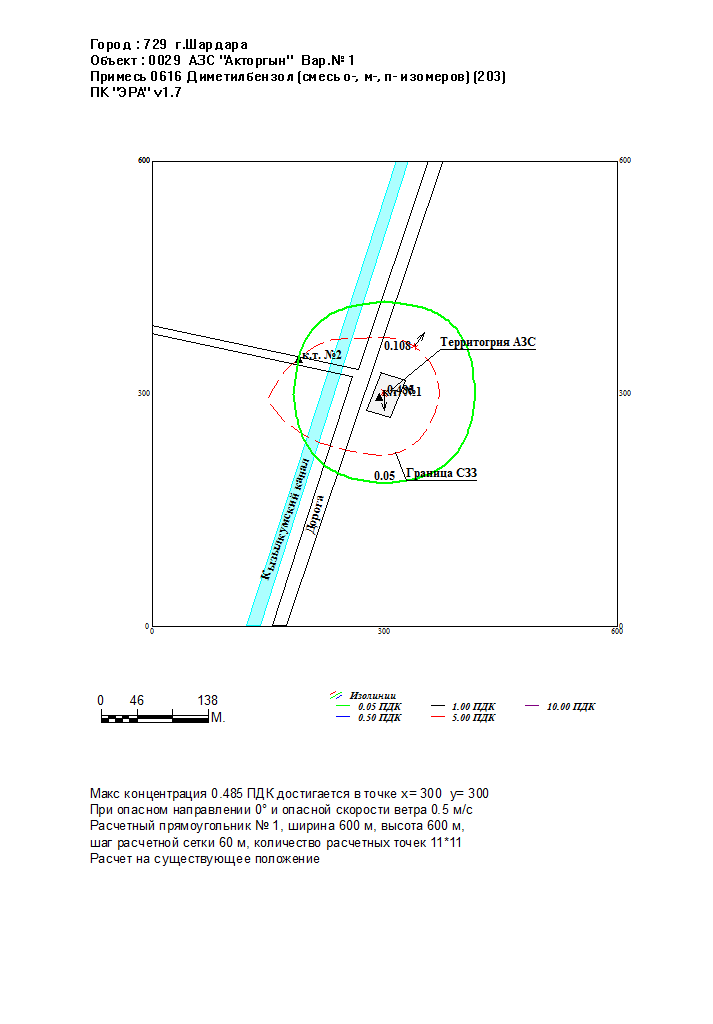 Город : 729 г.Шардара
Объект : 0029 АЗС "Акторгын" Вар.№ 1
Примесь 0616 Диметилбензол (смесь о-, м-, п- изомеров) (203)
ПК "ЭРА" v1.7
600
600
0.108
Территогрия АЗС
к.т. №2
300
0.485
к.т. №1
300
0.05
Граница СЗЗ
Кызылкумский канал
Дорога
0
0
300
600
0 46 138
М.
Изолинии
0.05 ПДК 1.00 ПДК 10.00 ПДК
0.50 ПДК 5.00 ПДК
Макс концентрация 0.485 ПДК достигается в точке x= 300 y= 300
При опасном направлении 0° и опасной скорости ветра 0.5 м/с
Расчетный прямоугольник № 1, ширина 600 м, высота 600 м,
шаг расчетной сетки 60 м, количество расчетных точек 11*11
Расчет на существующее положение